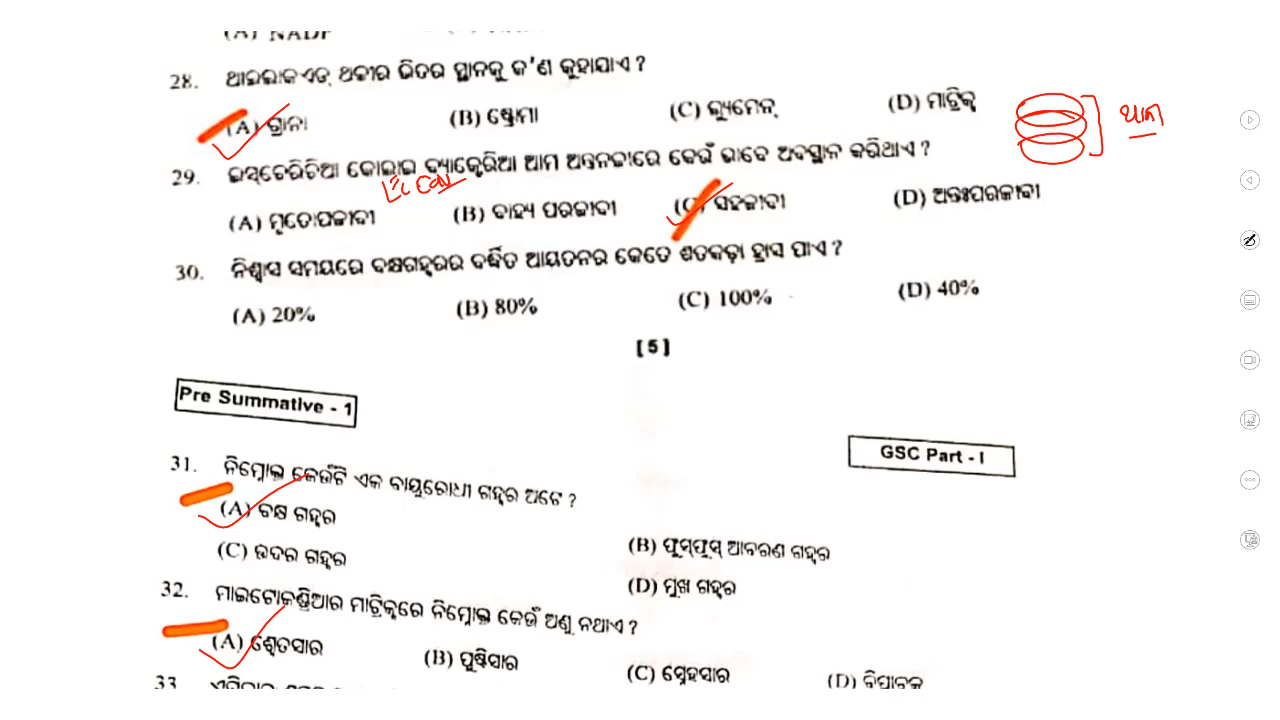 (A) NADP
28. ଥାଇଲାକଏଡ୍ ଥଳୀର ଭିତର ସ୍ଥାନକୁ କ'ଣ କୁହାଯାଏ ?
(A) ଗ୍ରାନା (B) ଷ୍ଟ୍ରୋମା (C) ଲ୍ୟୁମେନ୍ (D) ମାଟ୍ରିକ୍ସ
ଥାକ
29. ଇସ୍‌ଚେରିଚିଆ କୋଲାଇ ବ୍ୟାକ୍ଟେରିଆ ଆମ ଅନ୍ତନଳୀରେ କେଉଁ ଭାବେ ଅବସ୍ଥାନ କରିଥାଏ ?
(A) ମୃତୋପଜୀବୀ (B) ବାହ୍ୟ ପରଜୀବୀ (C) ସହଜୀବୀ (D) ଅନ୍ତଃପରଜୀବୀ
30. ନିଶ୍ୱାସ ସମୟରେ ବକ୍ଷଗହ୍ୱରର ବର୍ଦ୍ଧିତ ଆୟତନର କେତେ ଶତକଡ଼ା ହ୍ରାସ ପାଏ ?
(A) 20% (B) 80% (C) 100% (D) 40%
[ 5 ]
Pre Summative - 1
GSC Part - I
31. ନିମ୍ନୋକ୍ତ କେଉଁଟି ଏକ ବାୟୁରୋଧୀ ଗହ୍ୱର ଅଟେ ?
(A) ବକ୍ଷ ଗହ୍ୱର (B) ଫୁସ୍‌ଫୁସ୍ ଆବରଣ ଗହ୍ୱର
(C) ଉଦର ଗହ୍ୱର (D) ମୁଖ ଗହ୍ୱର
32. ମାଇଟୋକଣ୍ଡ୍ରିଆର ମାଟ୍ରିକ୍ସରେ ନିମ୍ନୋକ୍ତ କେଉଁ ଅଣୁ ନଥାଏ ?
(A) ଶ୍ୱେତସାର (B) ପୁଷ୍ଟିସାର (C) ସ୍ନେହସାର (D) ବିପାଚକ
33.